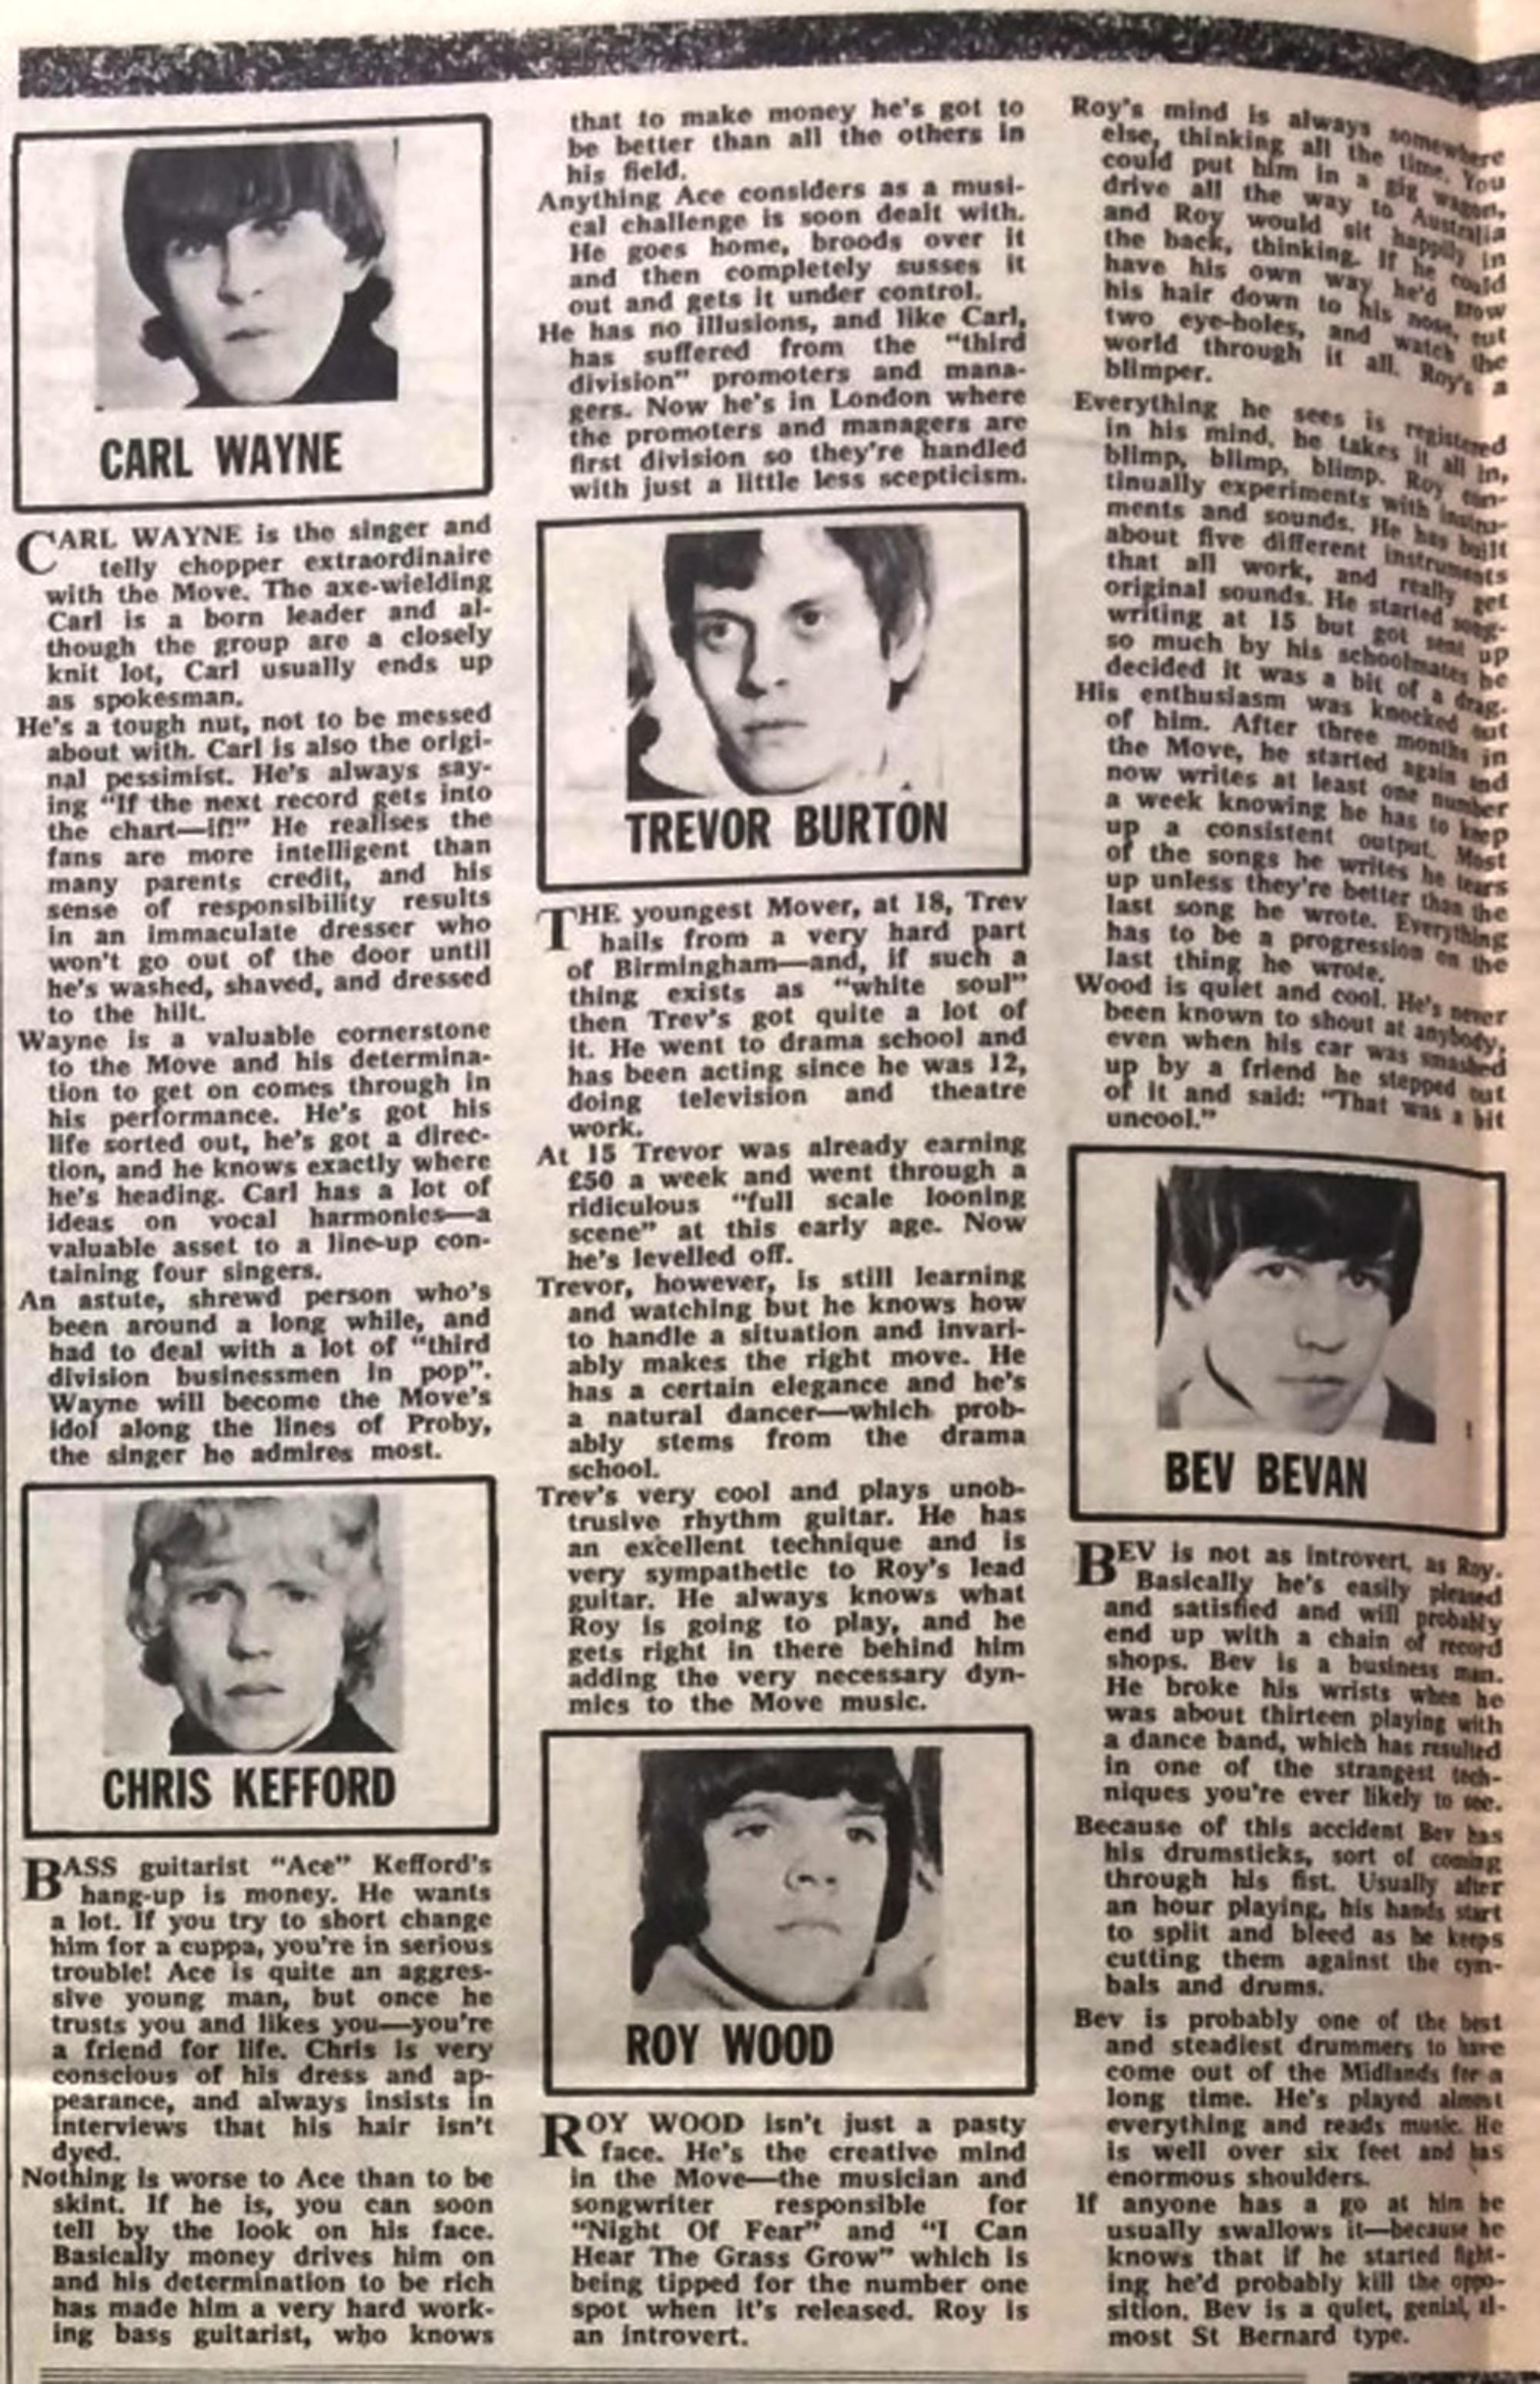 CARL WAYNE
CARL WAYNE is the singer and
telly chopper extraordinaire
with the Move. The axe-wielding
Carl is a born leader and al-
though the group are a closely
knit lot, Carl usually ends up
as spokesman.
He's a tough nut, not to be messed
about with. Carl is also the origi-
nal pessimist. He's always say-
ing "If the next record gets into
the chart—if!" He realises the
fans are more intelligent than
many parents credit, and his
sense of responsibility results
in an immaculate dresser who
won't go out of the door until
he's washed, shaved, and dressed
to the hilt.
Wayne is a valuable cornerstone
to the Move and his determina-
tion to get on comes through in
his performance. He's got his
life sorted out, he's got a direc-
tion, and he knows exactly where
he's heading. Carl has a lot of
ideas on vocal harmonies—a
valuable asset to a line-up con-
taining four singers.
An astute, shrewd person who's
been around a long while, and
had to deal with a lot of "third
division businessmen in pop".
Wayne will become the Move's
idol along the lines of Proby,
the singer he admires most.
CHRIS KEFFORD
BASS guitarist "Ace" Kefford's
hang-up is money. He wants
a lot. If you try to short change
him for a cuppa, you're in serious
trouble! Ace is quite an aggres-
sive young man, but once he
trusts you and likes you—you're
a friend for life. Chris is very
conscious of his dress and ap-
pearance, and always insists in
interviews that his hair isn't
dyed.
Nothing is worse to Ace than to be
skint. If he is, you can soon
tell by the look on his face.
Basically money drives him on
and his determination to be rich
has made him a very hard work-
ing bass guitarist, who knows
that to make money he's got to
be better than all the others in
his field.
Anything Ace considers as a musi-
cal challenge is soon dealt with.
He goes home, broods over it
and then completely susses it
out and gets it under control.
He has no illusions, and like Carl,
has suffered from the "third
division" promoters and mana-
gers. Now he's in London where
the promoters and managers are
first division so they're handled
with just a little less scepticism.
TREVOR BURTON
THE youngest Mover, at 18, Trev
hails from a very hard part
of Birmingham—and, if such a
thing exists as "white soul"
then Trev's got quite a lot of
it. He went to drama school and
has been acting since he was 12,
doing television and theatre
work.
At 15 Trevor was already earning
£50 a week and went through a
ridiculous "full scale looning
scene" at this early age. Now
he's levelled off.
Trevor, however, is still learning
and watching but he knows how
to handle a situation and invari-
ably makes the right move. He
has a certain elegance and he's
a natural dancer—which prob-
ably stems from the drama
school.
Trev's very cool and plays unob-
trusive rhythm guitar. He has
an excellent technique and is
very sympathetic to Roy's lead
guitar. He always knows what
Roy is going to play, and he
gets right in there behind him
adding the very necessary dyn-
mics to the Move music.
ROY WOOD
ROY WOOD isn't just a pasty
face. He's the creative mind
in the Move—the musician and
songwriter responsible for
"Night Of Fear" and "I Can
Hear The Grass Grow" which is
being tipped for the number one
spot when it's released. Roy is
an introvert.
Roy's mind is always somewhere
else, thinking all the time. You
could put him in a gig wagon,
drive all the way to Australia
and Roy would sit happily in
the back, thinking. If he could
have his own way he'd grow
his hair down to his nose, cut
two eye-holes, and watch the
world through it all. Roy's a
blimper.
Everything he sees is registered
in his mind, he takes it all in,
blimp, blimp, blimp. Roy con-
tinually experiments with instru-
ments and sounds. He has built
about five different instruments
that all work, and really get
original sounds. He started song-
writing at 15 but got sent up
so much by his schoolmates he
decided it was a bit of a drag.
His enthusiasm was knocked out
of him. After three months in
the Move, he started again and
now writes at least one number
a week knowing he has to keep
up a consistent output. Most
of the songs he writes he tears
up unless they're better than the
last song he wrote. Everything
has to be a progression on the
last thing he wrote.
Wood is quiet and cool. He's never
been known to shout at anybody,
even when his car was smashed
up by a friend he stepped out
of it and said: "That was a bit
uncool."
BEV BEVAN
BEV is not as introvert, as Roy.
Basically he's easily pleased
and satisfied and will probably
end up with a chain of record
shops. Bev is a business man.
He broke his wrists when he
was about thirteen playing with
a dance band, which has resulted
in one of the strangest tech-
niques you're ever likely to see.
Because of this accident Bev has
his drumsticks, sort of coming
through his fist. Usually after
an hour playing, his hands start
to split and bleed as he keeps
cutting them against the cym-
bals and drums.
Bev is probably one of the best
and steadiest drummers to have
come out of the Midlands for a
long time. He's played almost
everything and reads music. He
is well over six feet and has
enormous shoulders.
If anyone has a go at him he
usually swallows it—because he
knows that if he started fight-
ing he'd probably kill the oppo-
sition. Bev is a quiet, genial, al-
most St Bernard type.